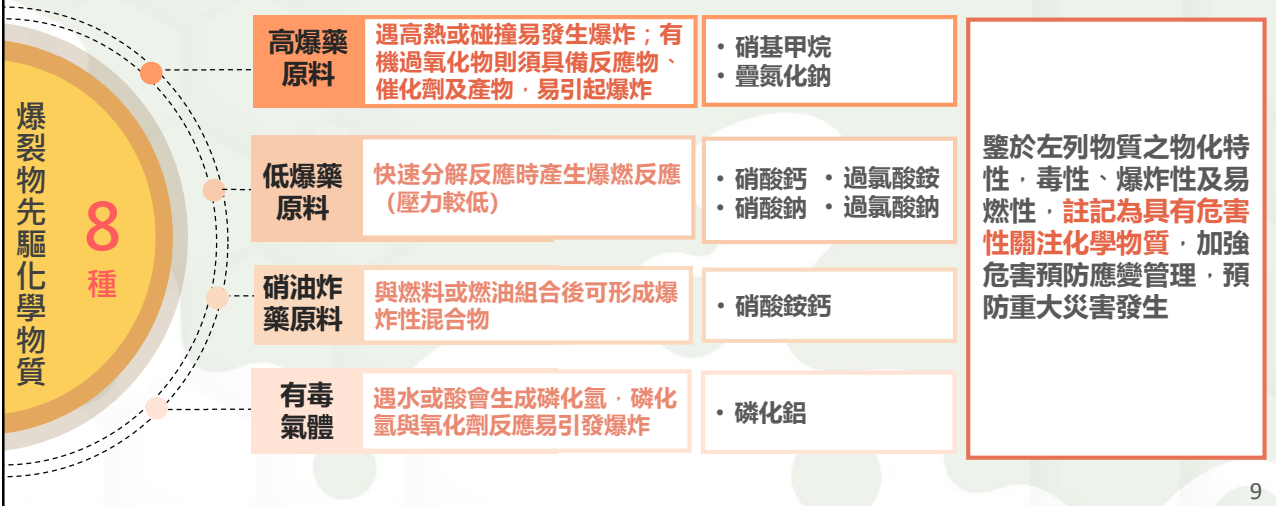 爆裂物先驅化學物質
8
種
高爆藥
原料
遇高熱或碰撞易發生爆炸；有
機過氧化物則須具備反應物、
催化劑及產物，易引起爆炸
• 硝基甲烷
• 疊氮化鈉
低爆藥
原料
快速分解反應時產生爆燃反應
（壓力較低）
• 硝酸鈣 • 過氯酸銨
• 硝酸鈉 • 過氯酸鈉
硝油炸
藥原料
與燃料或燃油組合後可形成爆
炸性混合物
• 硝酸銨鈣
有毒
氣體
遇水或酸會生成磷化氫，磷化
氫與氧化劑反應易引發爆炸
• 磷化鋁
鑒於左列物質之物化特
性，毒性、爆炸性及易
燃性，註記為具有危害
性關注化學物質，加強
危害預防應變管理，預
防重大災害發生
9